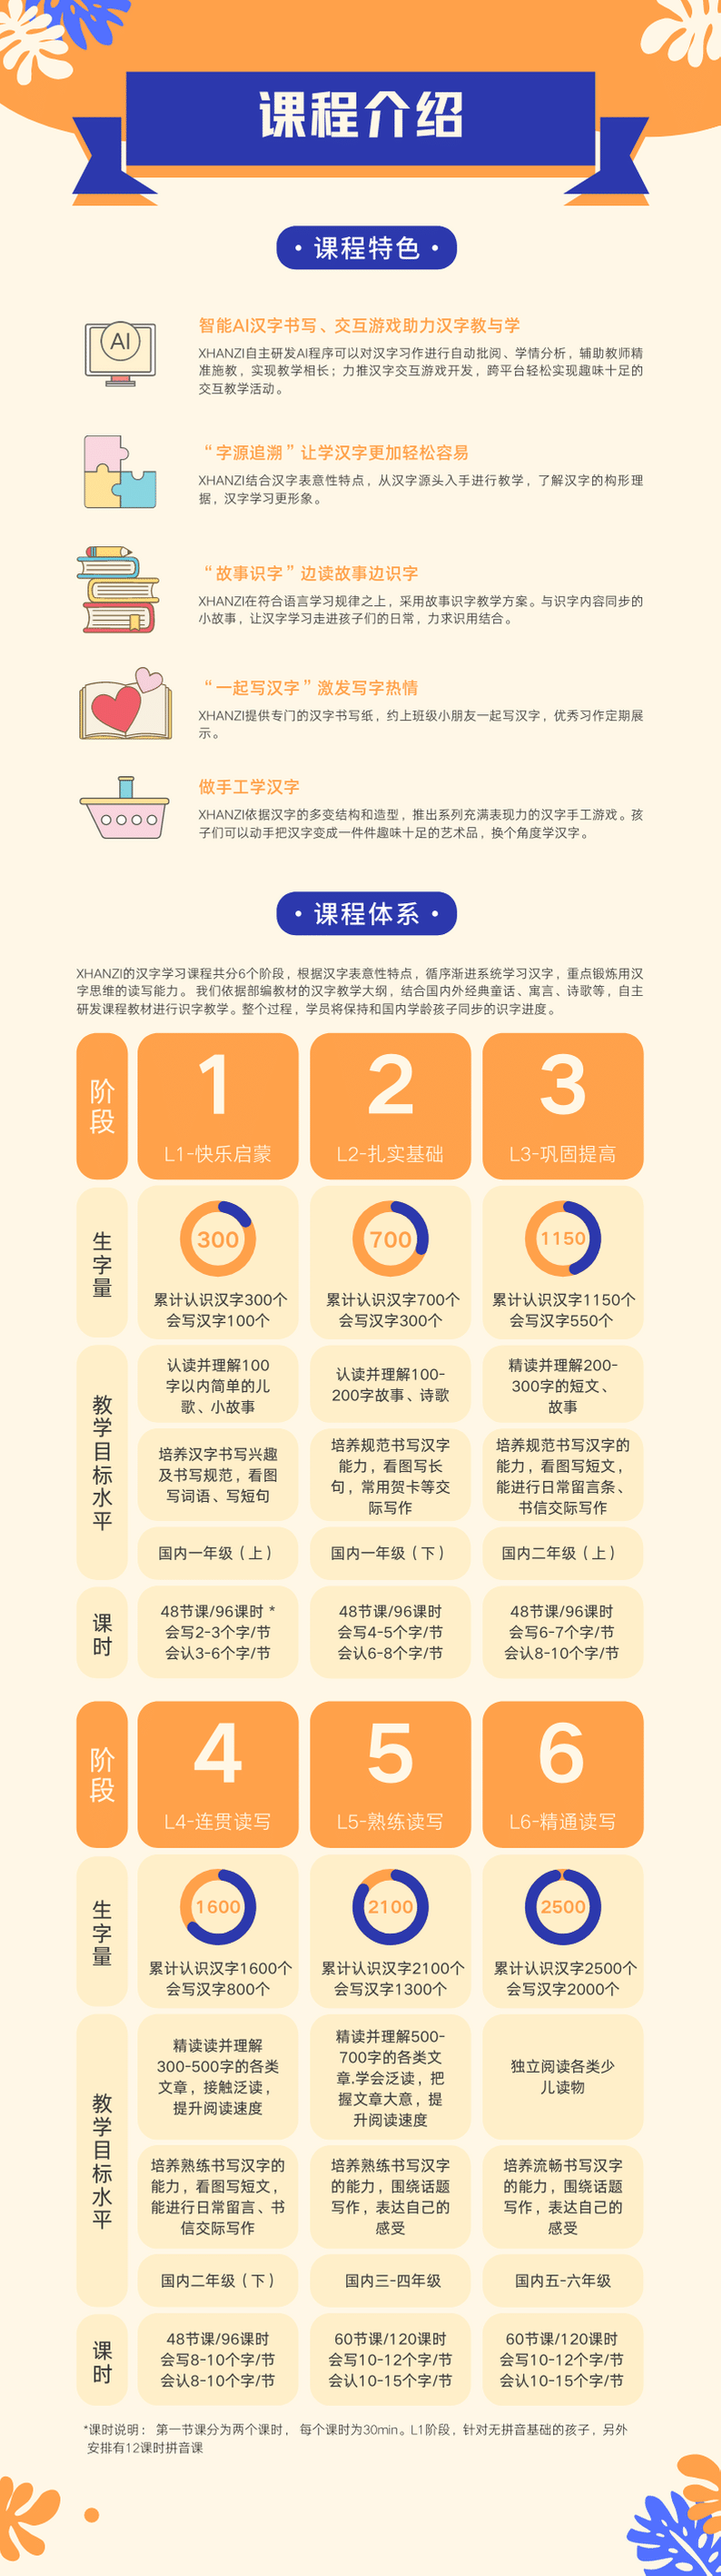 课程介绍
· 课程特色 ·
AI
智能AI汉字书写、交互游戏助力汉字教与学
XHANZI自主研发AI程序可以对汉字习作进行自动批阅、学情分析，辅助教师精
准施教，实现教学相长；力推汉字交互游戏开发，跨平台轻松实现趣味十足的
交互教学活动。
“字源追溯”让学汉字更加轻松容易
XHANZI结合汉字表意性特点，从汉字源头入手进行教学，了解汉字的构形理
据，汉字学习更形象。
“故事识字”边读故事边识字
XHANZI在符合语言学习规律之上，采用故事识字教学方案。与识字内容同步的
小故事，让汉字学习走进孩子们的日常，力求识用结合。
“一起写汉字”激发写字热情
XHANZI提供专门的汉字书写纸，约上班级小朋友一起写汉字，优秀习作定期展
示。
做手工学汉字
XHANZI依据汉字的多变结构和造型，推出系列充满表现力的汉字手工游戏。孩
子们可以动手把汉字变成一件件趣味十足的艺术品，换个角度学汉字。
· 课程体系 ·
XHANZI的汉字学习课程共分6个阶段，根据汉字表意性特点，循序渐进系统学习汉字，重点锻炼用汉
字思维的读写能力。 我们依据部编教材的汉字教学大纲，结合国内外经典童话、寓言、诗歌等，自主
研发课程教材进行识字教学。整个过程，学员将保持和国内学龄孩子同步的识字进度。
阶段
1
L1-快乐启蒙
2
L2-扎实基础
3
L3-巩固提高
生字量
300
累计认识汉字300个
会写汉字100个
700
累计认识汉字700个
会写汉字300个
1150
累计认识汉字1150个
会写汉字550个
教学目标水平
认读并理解100
字以内简单的儿
歌、小故事
认读并理解100-
200字故事、诗歌
精读并理解200-
300字的短文、
故事
培养汉字书写兴趣
及书写规范，看图
写词语、写短句
培养规范书写汉字
能力，看图写长
句，常用贺卡等交
际写作
培养规范书写汉字的
能力，看图写短文，
能进行日常留言条、
书信交际写作
国内一年级（上）
国内一年级（下）
国内二年级（上）
课时
48节课/96课时 *
会写2-3个字/节
会认3-6个字/节
48节课/96课时
会写4-5个字/节
会认6-8个字/节
48节课/96课时
会写6-7个字/节
会认8-10个字/节
阶段
4
L4-连贯读写
5
L5-熟练读写
6
L6-精通读写
生字量
1600
累计认识汉字1600个
会写汉字800个
2100
累计认识汉字2100个
会写汉字1300个
2500
累计认识汉字2500个
会写汉字2000个
教学目标水平
精读读并理解
300-500字的各类
文章，接触泛读，
提升阅读速度
精读并理解500-
700字的各类文
章.学会泛读，把
握文章大意，提
升阅读速度
独立阅读各类少
儿读物
培养熟练书写汉字的
能力，看图写短文，
能进行日常留言、书
信交际写作
培养熟练书写汉字
的能力，围绕话题
写作，表达自己的
感受
培养流畅书写汉字
的能力，围绕话题
写作，表达自己的
感受
国内二年级（下）
国内三-四年级
国内五-六年级
课时
48节课/96课时
会写8-10个字/节
会认8-10个字/节
60节课/120课时
会写10-12个字/节
会认10-15个字/节
60节课/120课时
会写10-12个字/节
会认10-15个字/节
*课时说明： 第一节课分为两个课时， 每个课时为30min。L1阶段，针对无拼音基础的孩子，另外
安排有12课时拼音课